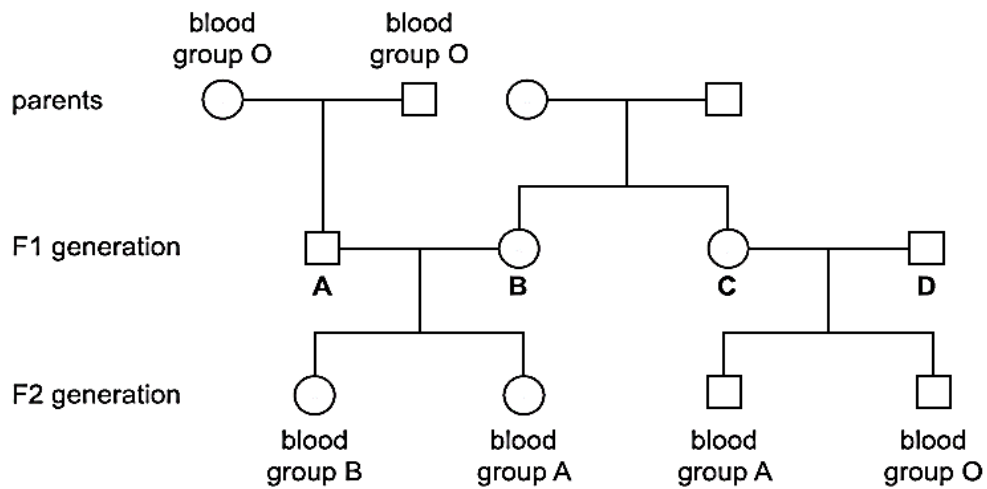 blood blood
group O group O
parents
F1 generation
A B C D
F2 generation
blood blood blood blood
group B group A group A group O